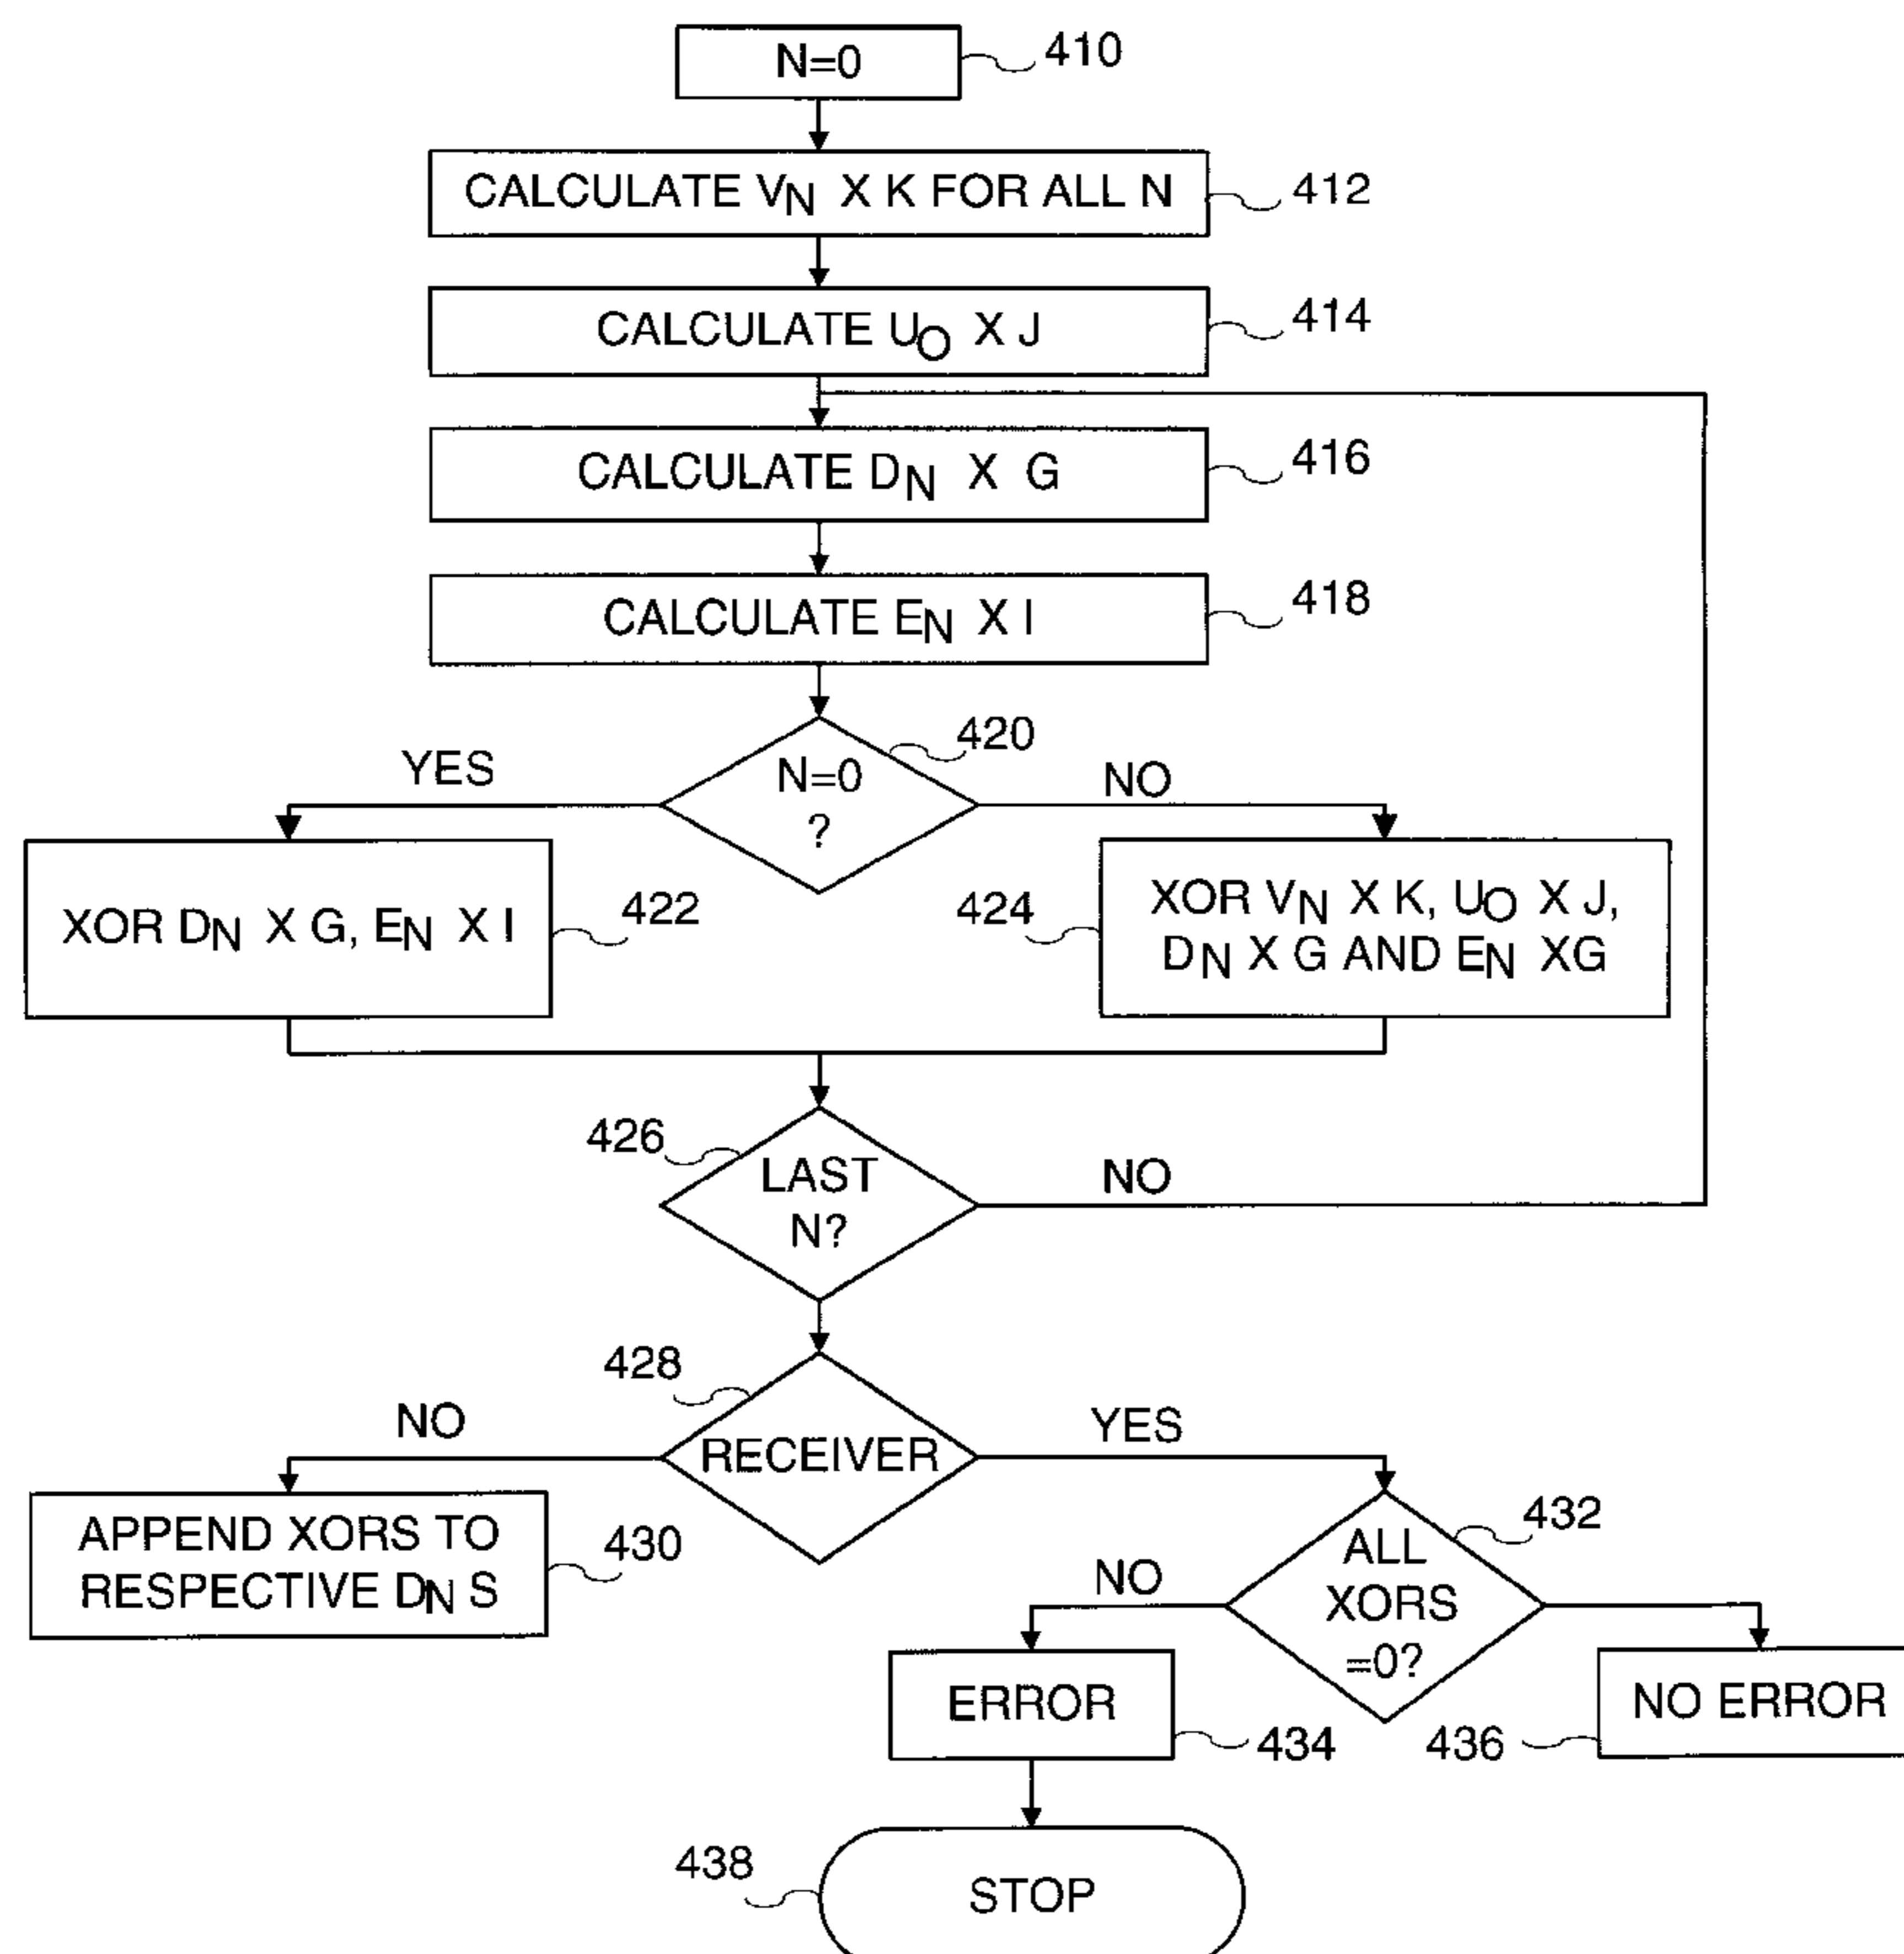 N=0
410
CALCULATE VN X K FOR ALL N
412
CALCULATE UO X J
414
CALCULATE DN X G
416
CALCULATE EN X I
418
420
N=0
?
YES
NO
XOR DN X G, EN X I
422
424
XOR VN X K, UO X J,
DN X G AND EN XG
426
LAST
N?
NO
428
RECEIVER
NO
YES
APPEND XORS TO
RESPECTIVE DN S
430
432
ALL
XORS
=0?
NO
ERROR
434
436
NO ERROR
438
STOP